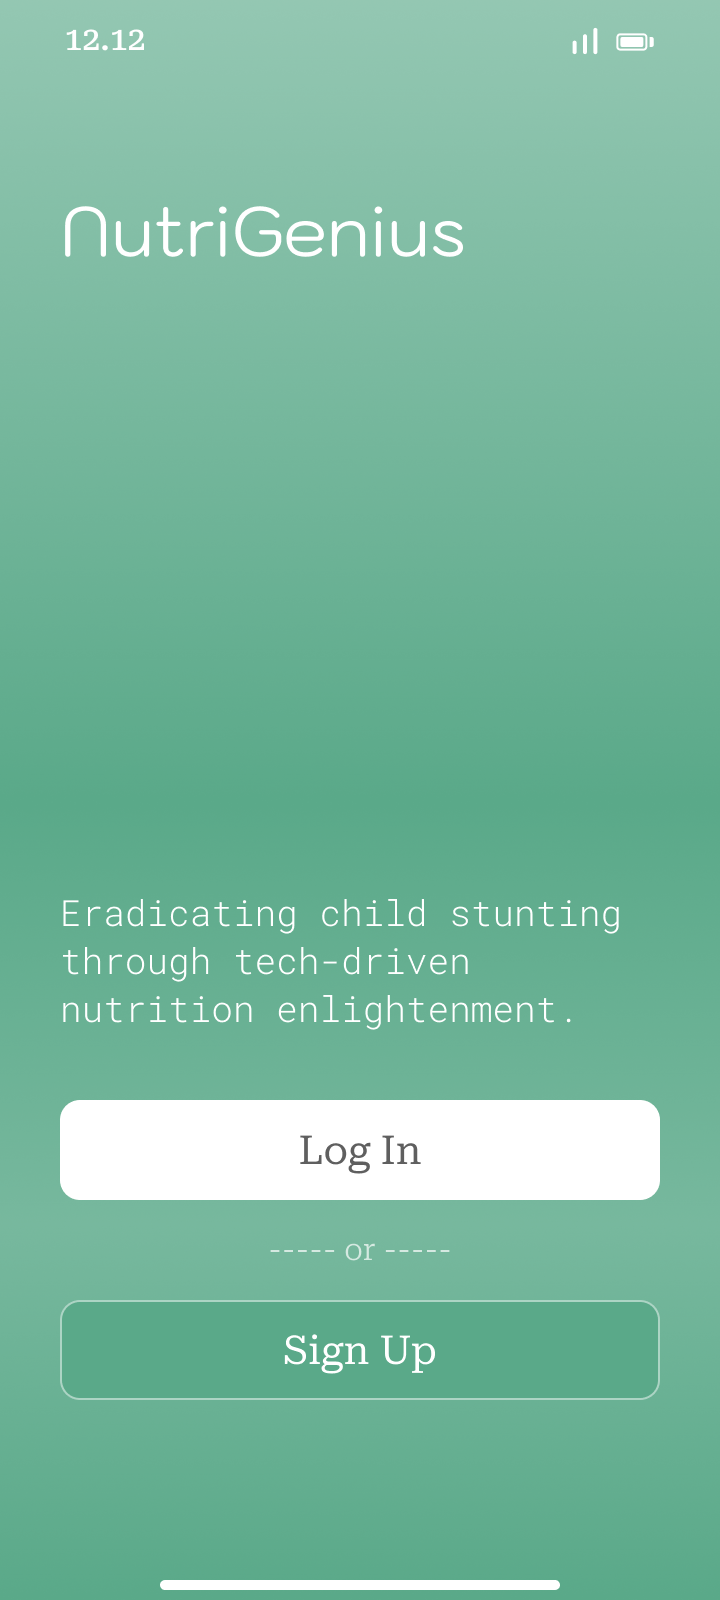 12.12
NutriGenius
Eradicating child stunting
through tech-driven
nutrition enlightenment.
Log In
----- or -----
Sign Up